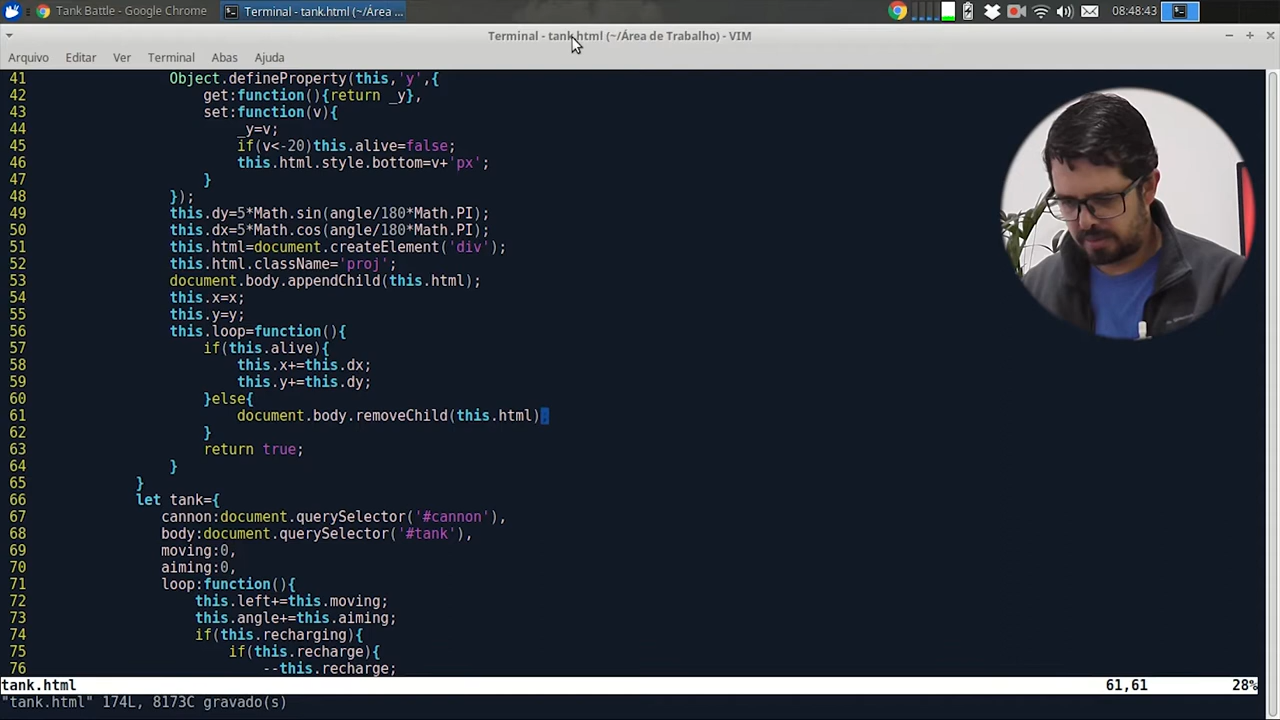 Tank Battle - Google Chrome
Terminal - tank.html (~/Área ...
08:48:43
Terminal - tank.html (~/Área de Trabalho) - VIM
Arquivo Editar Ver Terminal Abas Ajuda
41 Object.defineProperty(this,'y',{
42 get:function(){return _y},
43 set:function(v){
44 _y=v;
45 if(v<-20)this.alive=false;
46 this.html.style.bottom=v+'px';
47 }
48 });
49 this.dy=5*Math.sin(angle/180*Math.PI);
50 this.dx=5*Math.cos(angle/180*Math.PI);
51 this.html=document.createElement('div');
52 this.html.className='proj';
53 document.body.appendChild(this.html);
54 this.x=x;
55 this.y=y;
56 this.loop=function(){
57 if(this.alive){
58 this.x+=this.dx;
59 this.y+=this.dy;
60 }else{
61 document.body.removeChild(this.html);
62 }
63 return true;
64 }
65 }
66 let tank={
67 cannon:document.querySelector('#cannon'),
68 body:document.querySelector('#tank'),
69 moving:0,
70 aiming:0,
71 loop:function(){
72 this.left+=this.moving;
73 this.angle+=this.aiming;
74 if(this.recharging){
75 if(this.recharge){
76 --this.recharge;
tank.html 61,61 28%
"tank.html" 174L, 8173C gravado(s)